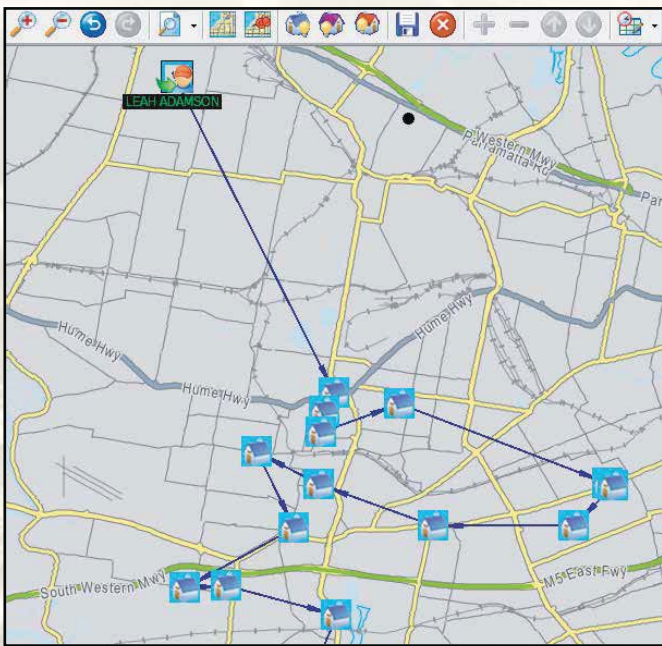 LEAH ADAMSON
Western Mwy
Parramatta Rd
Par
Hume Hwy
Hume Hwy
Hume Hwy
South Western Mwy
M5 East Fwy